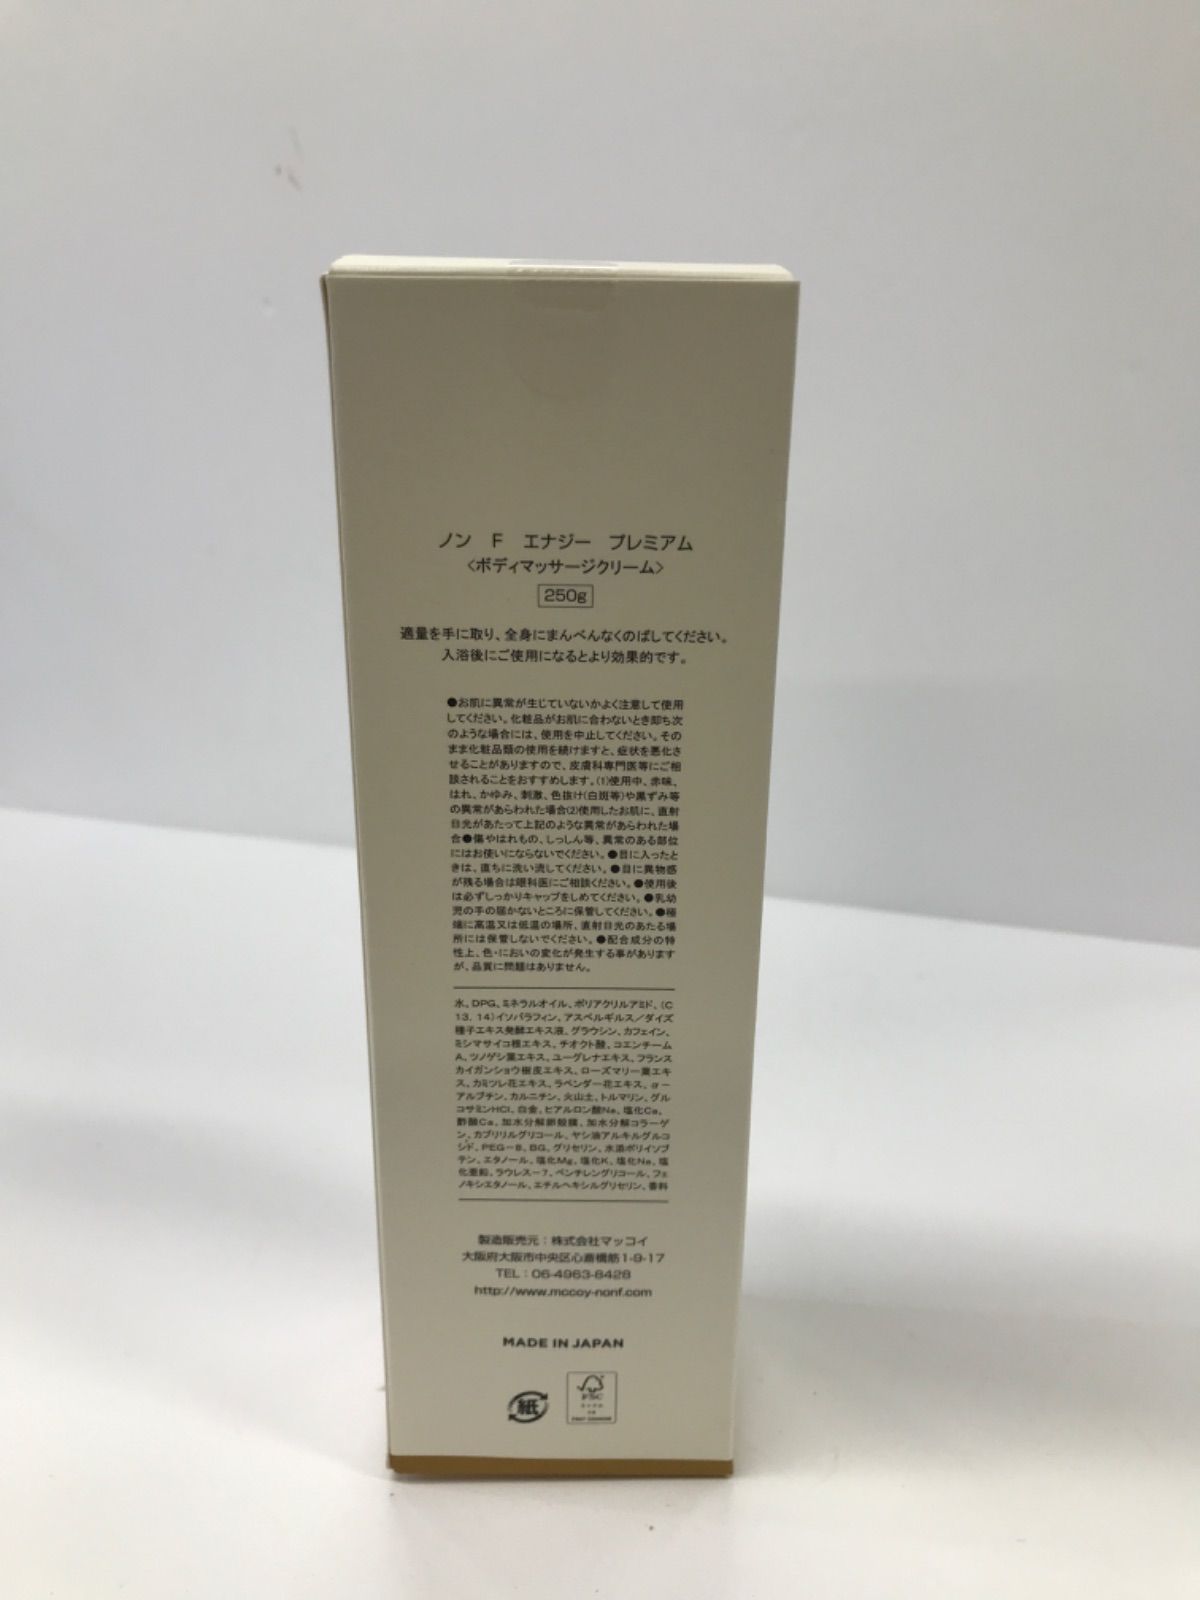 ノン F エナジー プレミアム
〈ボディマッサージクリーム〉
250g
適量を手に取り、全身にまんべんなくのばしてください。
入浴後にご使用になるとより効果的です。
●お肌に異常が生じていないかよく注意して使用
してください。化粧品がお肌に合わないとき即ち次
のような場合には、使用を中止してください。その
まま化粧品類の使用を続けますと、症状を悪化さ
せることがありますので、皮膚科専門医等にご相
談されることをおすすめします。(1)使用中、赤味、
はれ、かゆみ、刺激、色抜け(白斑等)や黒ずみ等
の異常があらわれた場合(2)使用したお肌に、直射
日光があたって上記のような異常があらわれた場
合●傷やはれもの、しっしん等、異常のある部位
にはお使いにならないでください。●目に入ったと
きは、直ちに洗い流してください。●目に異物感
が残る場合は眼科医にご相談ください。●使用後
は必ずしっかりキャップをしめてください。●乳幼
児の手の届かないところに保管してください。●極
端に高温又は低温の場所、直射日光のあたる場
所には保管しないでください。●配合成分の特
性上、色・においの変化が発生する事があります
が、品質に問題はありません。
水、DPG、ミネラルオイル、ポリアクリルアミド、(C
13,14)イソパラフィン、アスペルギルス／ダイズ
種子エキス発酵エキス液、グラウシン、カフェイン、
ミシマサイコ根エキス、チオクト酸、コエンチーム
A、ツノゲシ葉エキス、ユーグレナエキス、フランス
カイガンショウ樹皮エキス、ローズマリー葉エキ
ス、カミツレ花エキス、ラベンダー花エキス、α－
アルブチン、カルニチン、火山土、トルマリン、グル
コサミンHCl、白金、ヒアルロン酸Na、塩化Ca、
酢酸Ca、加水分解卵殻膜、加水分解コラーゲ
ン、カプリリルグリコール、ヤシ油アルキルグルコ
シド、PEG－8、BG、グリセリン、水添ポリイソブ
テン、エタノール、塩化Mg、塩化K、塩化Na、塩
化亜鉛、ラウレス－7、ペンチレングリコール、フェ
ノキシエタノール、エチルヘキシルグリセリン、香料
製造販売元：株式会社マッコイ
大阪府大阪市中央区心斎橋筋1-9-17
TEL：06-4963-8428
http://www.mccoy-nonf.com
MADE IN JAPAN
紙
FSC